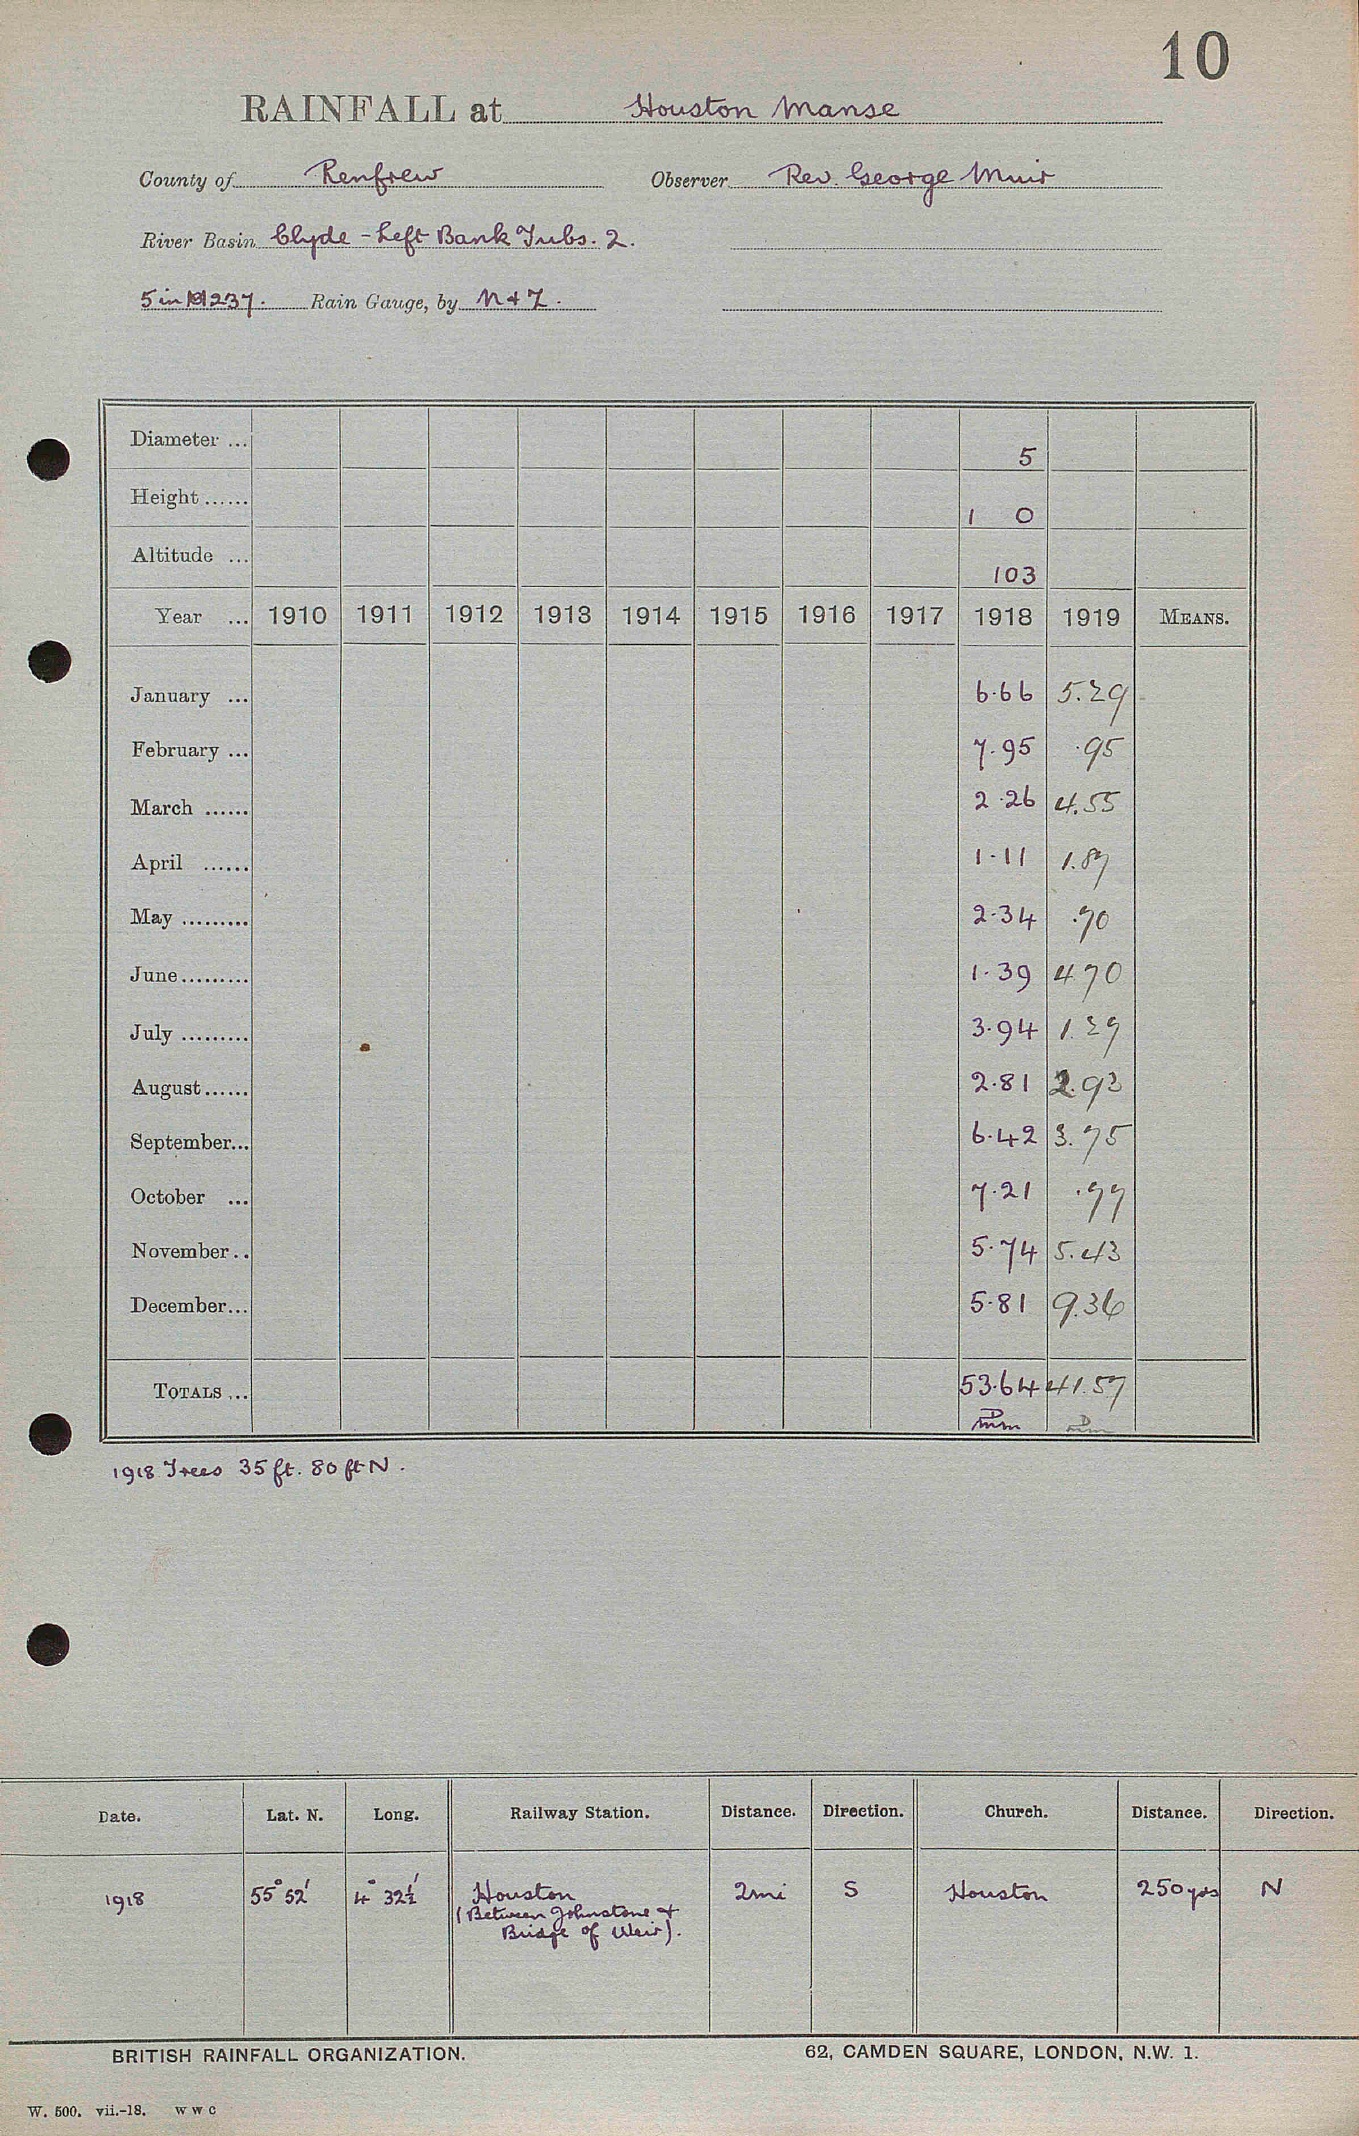 10
RAINFALL at Houston Manse
County of Renfrew Observer Rev. George Muir
River Basin Clyde - Left Bank Tribs. 2.
5 in 191237. Rain Gauge, by N & Z.
Diameter ... 5
Height ...... 1 0
Altitude ... 103
Year ... 1910 1911 1912 1913 1914 1915 1916 1917 1918 1919 MEANS.
January ... 6.66 5.29
February ... 7.95 .95
March ...... 2.26 4.55
April ...... 1.11 1.87
May ......... 2.34 .70
June ......... 1.39 4.70
July ......... 3.94 1.29
August ...... 2.81 2.93
September... 6.42 3.75
October ... 7.21 .77
November.. 5.74 5.43
December... 5.81 9.36
TOTALS ... 53.64 41.57
1918 Trees 35 ft. 80 ft N.
Date. Lat. N. Long. Railway Station. Distance. Direction. Church. Distance. Direction.
1918 55° 52' 4° 32½' Houston 2 mi S Houston 250 yds N
(Between Johnstone &
Bridge of Weir).
BRITISH RAINFALL ORGANIZATION. 62, CAMDEN SQUARE, LONDON, N.W. 1.
W. 500. vii.-18. W W C